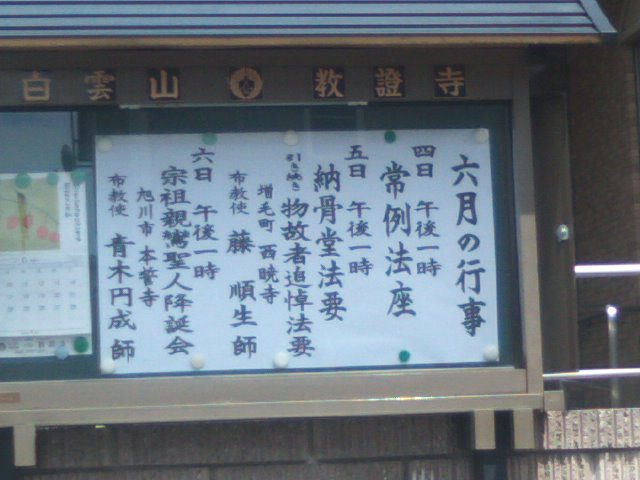 白雲山 教證寺
六月の行事
四日 午後一時
常例法座
五日 午後一時
納骨堂法要
引き続き 物故者追悼法要
増毛町 西暁寺
布教使 藤 順生 師
六日 午後一時
宗祖親鸞聖人降誕会
旭川市 本誓寺
布教使 青木円成 師